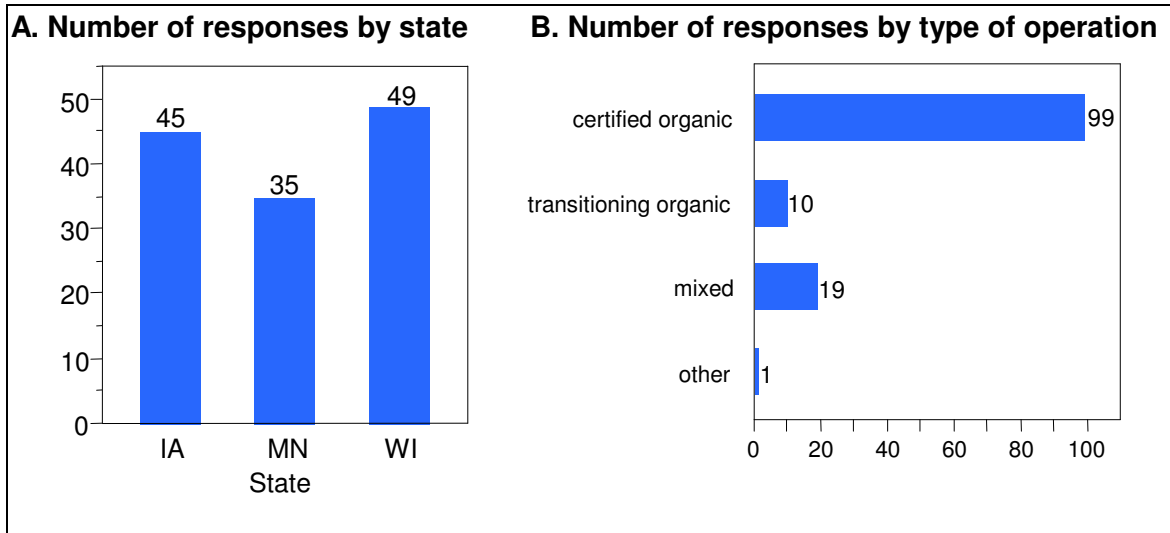 A. Number of responses by state
50
40
30
20
10
0
45
35
49
IA MN WI
State
B. Number of responses by type of operation
certified organic 99
transitioning organic 10
mixed 19
other 1
0 20 40 60 80 100